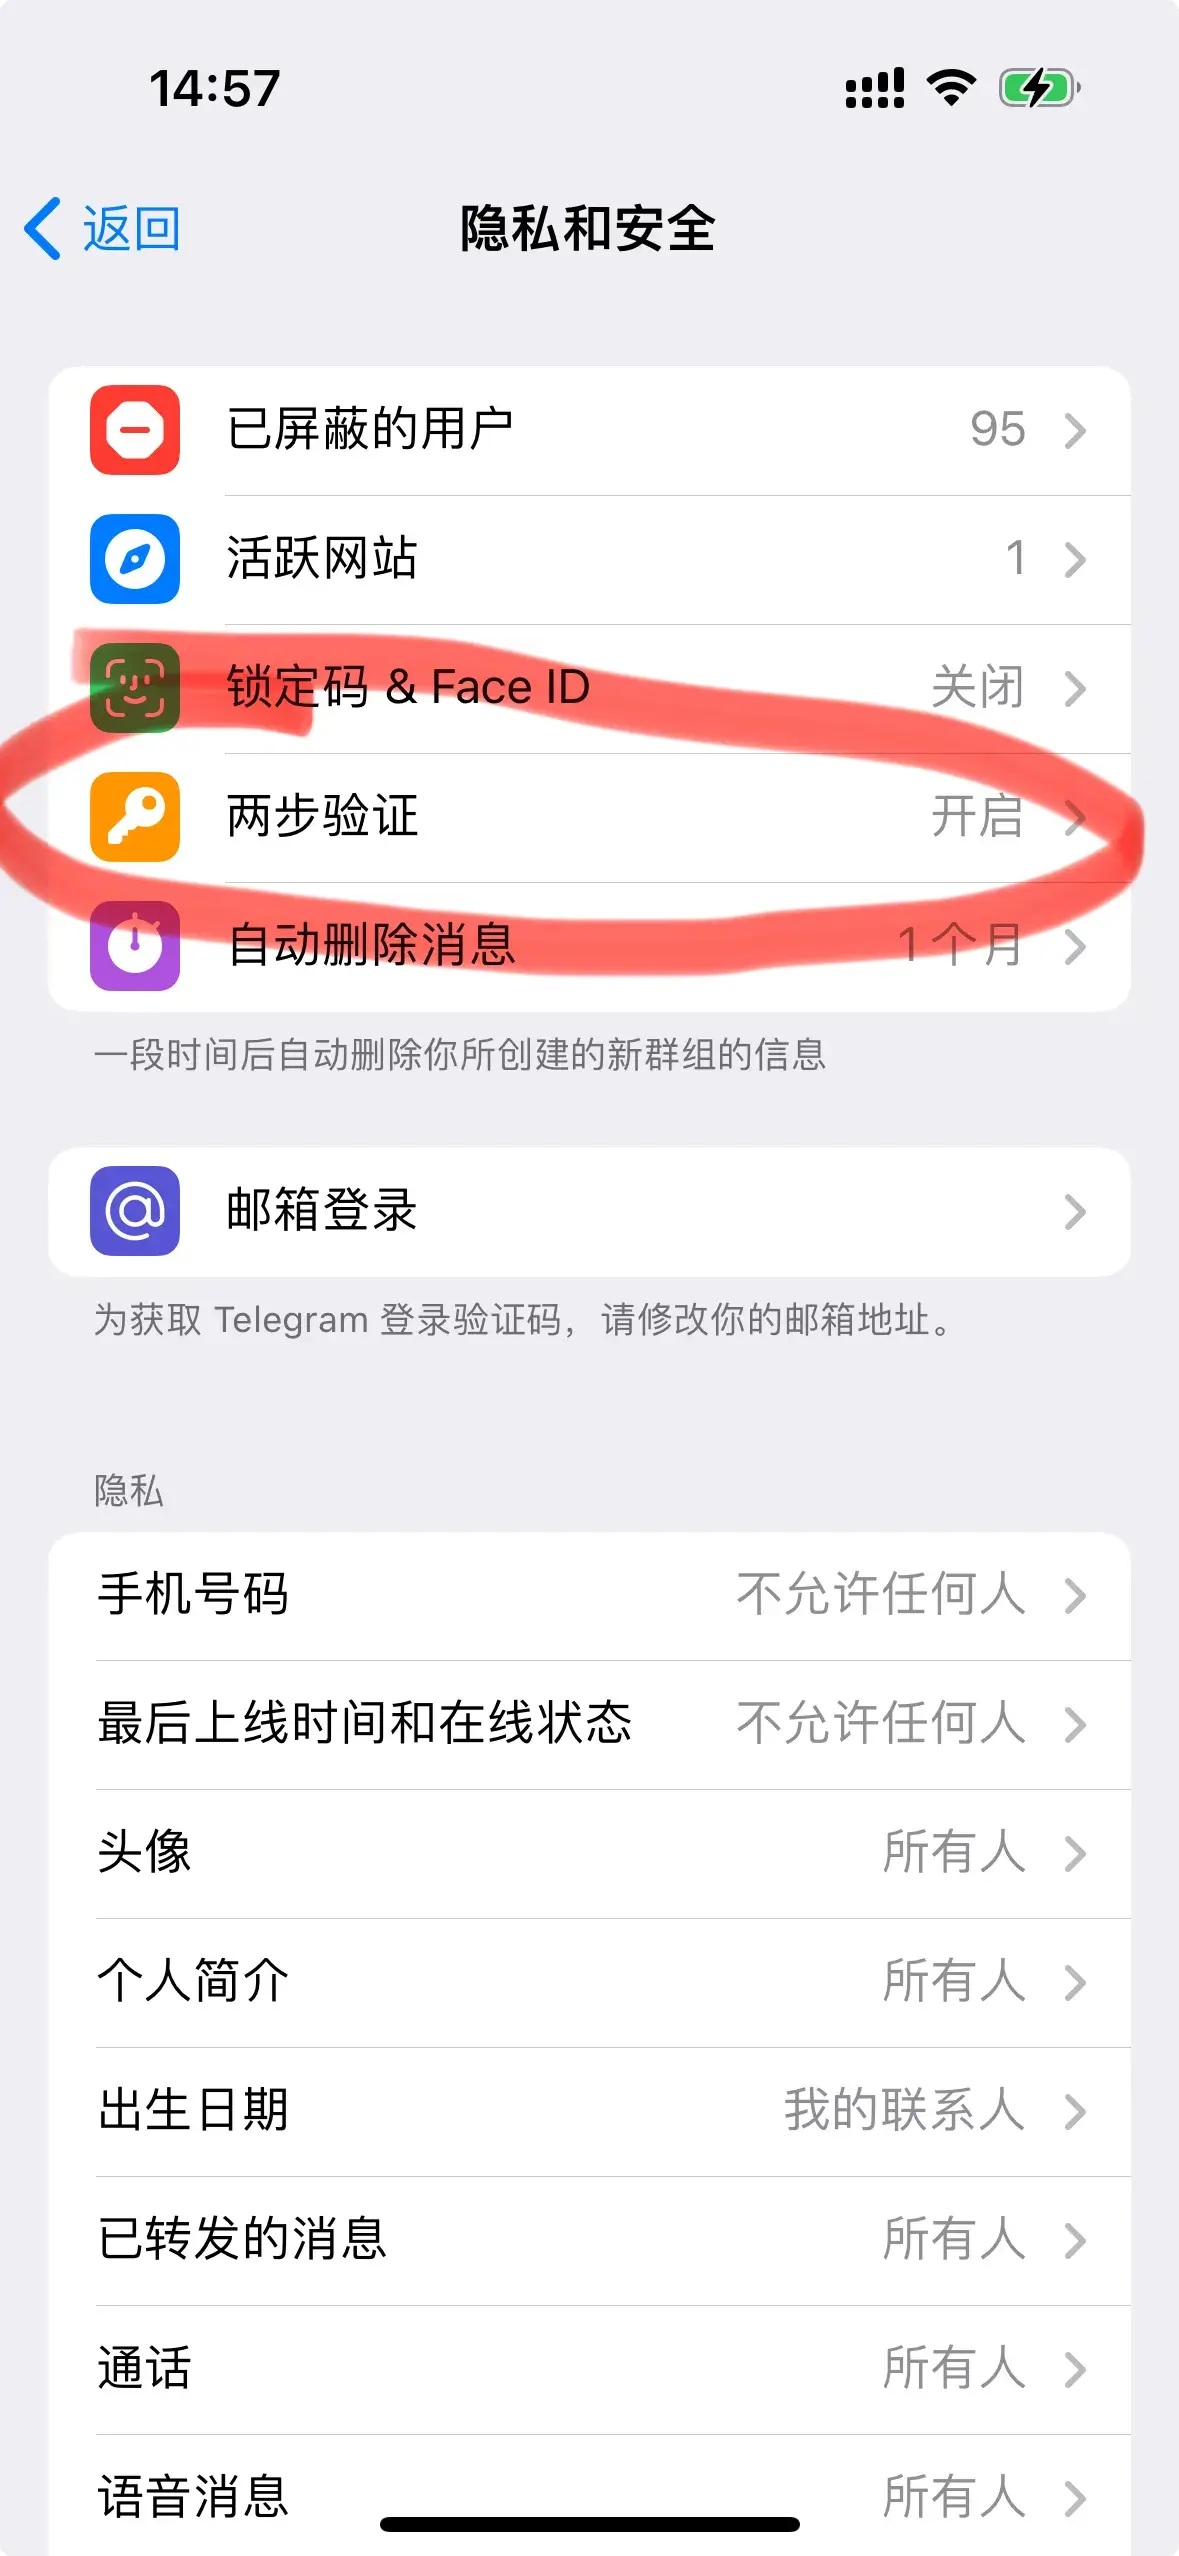 14:57
返回
隐私和安全
已屏蔽的用户 95
活跃网站 1
锁定码 & Face ID 关闭
两步验证 开启
自动删除消息 1 个月
一段时间后自动删除你所创建的新群组的信息
邮箱登录
为获取 Telegram 登录验证码，请修改你的邮箱地址。
隐私
手机号码 不允许任何人
最后上线时间和在线状态 不允许任何人
头像 所有人
个人简介 所有人
出生日期 我的联系人
已转发的消息 所有人
通话 所有人
语音消息 所有人